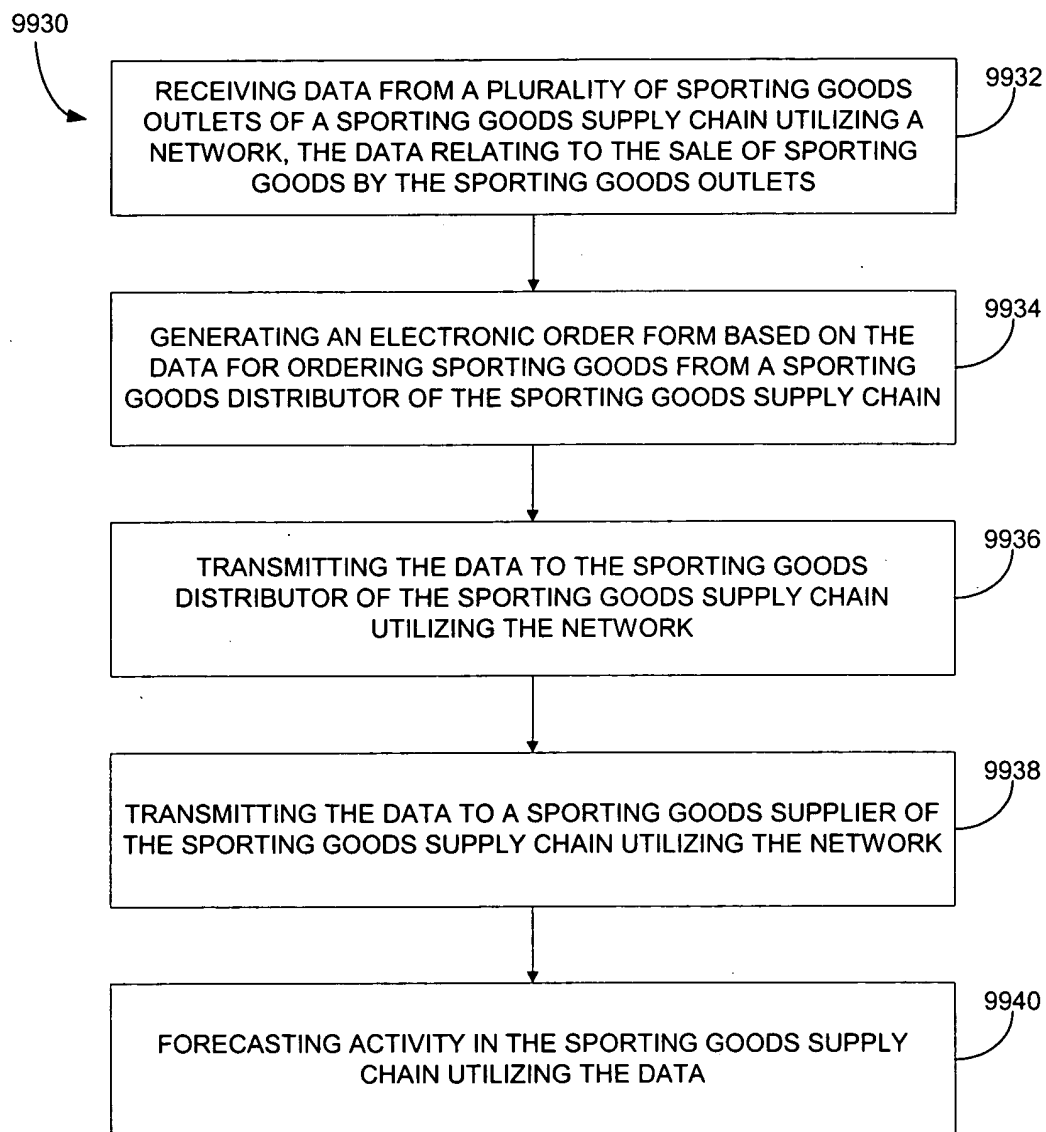 9930
RECEIVING DATA FROM A PLURALITY OF SPORTING GOODS
OUTLETS OF A SPORTING GOODS SUPPLY CHAIN UTILIZING A
NETWORK, THE DATA RELATING TO THE SALE OF SPORTING
GOODS BY THE SPORTING GOODS OUTLETS
9932
GENERATING AN ELECTRONIC ORDER FORM BASED ON THE
DATA FOR ORDERING SPORTING GOODS FROM A SPORTING
GOODS DISTRIBUTOR OF THE SPORTING GOODS SUPPLY CHAIN
9934
TRANSMITTING THE DATA TO THE SPORTING GOODS
DISTRIBUTOR OF THE SPORTING GOODS SUPPLY CHAIN
UTILIZING THE NETWORK
9936
TRANSMITTING THE DATA TO A SPORTING GOODS SUPPLIER OF
THE SPORTING GOODS SUPPLY CHAIN UTILIZING THE NETWORK
9938
FORECASTING ACTIVITY IN THE SPORTING GOODS SUPPLY
CHAIN UTILIZING THE DATA
9940